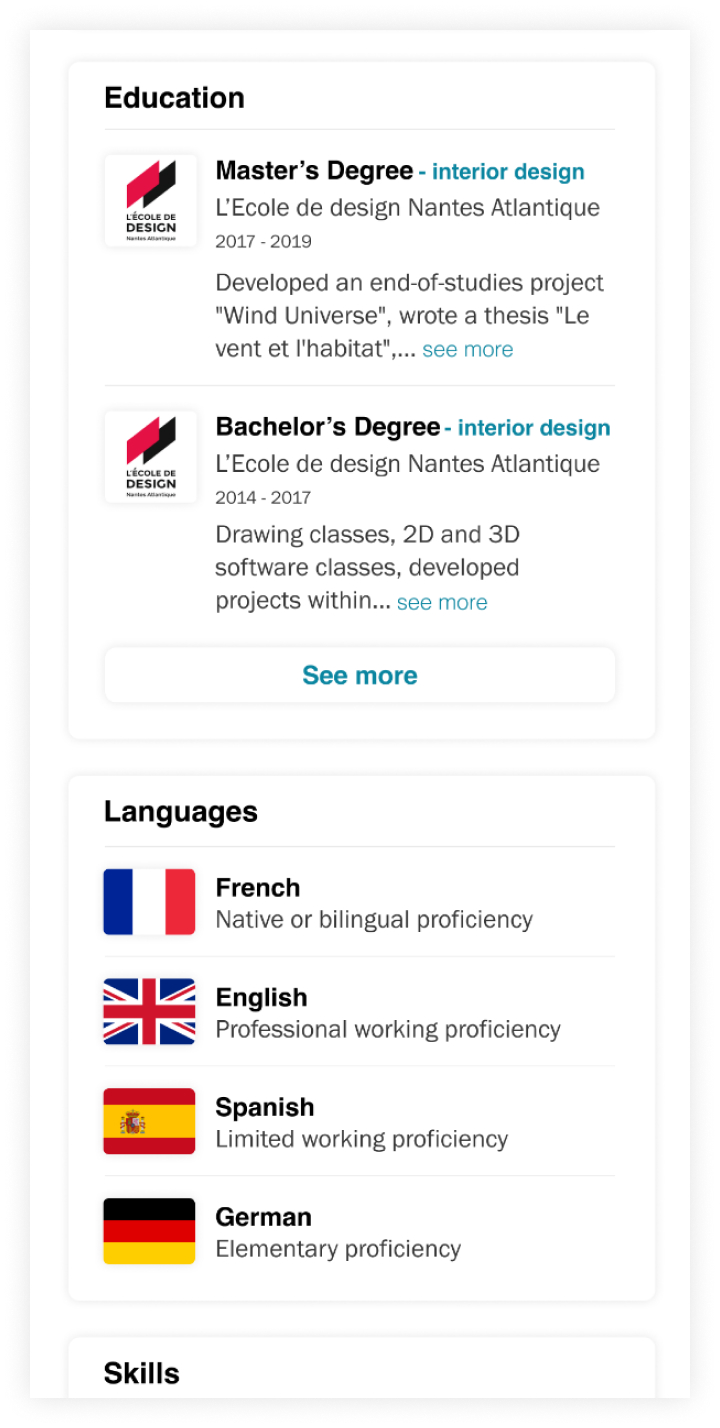 Education
Master’s Degree - interior design
L’Ecole de design Nantes Atlantique
2017 - 2019
L'ÉCOLE DE
DESIGN
Nantes Atlantique
Developed an end-of-studies project
"Wind Universe", wrote a thesis "Le
vent et l'habitat",... see more
Bachelor’s Degree - interior design
L’Ecole de design Nantes Atlantique
2014 - 2017
L'ÉCOLE DE
DESIGN
Nantes Atlantique
Drawing classes, 2D and 3D
software classes, developed
projects within... see more
See more
Languages
French
Native or bilingual proficiency
English
Professional working proficiency
Spanish
Limited working proficiency
German
Elementary proficiency
Skills